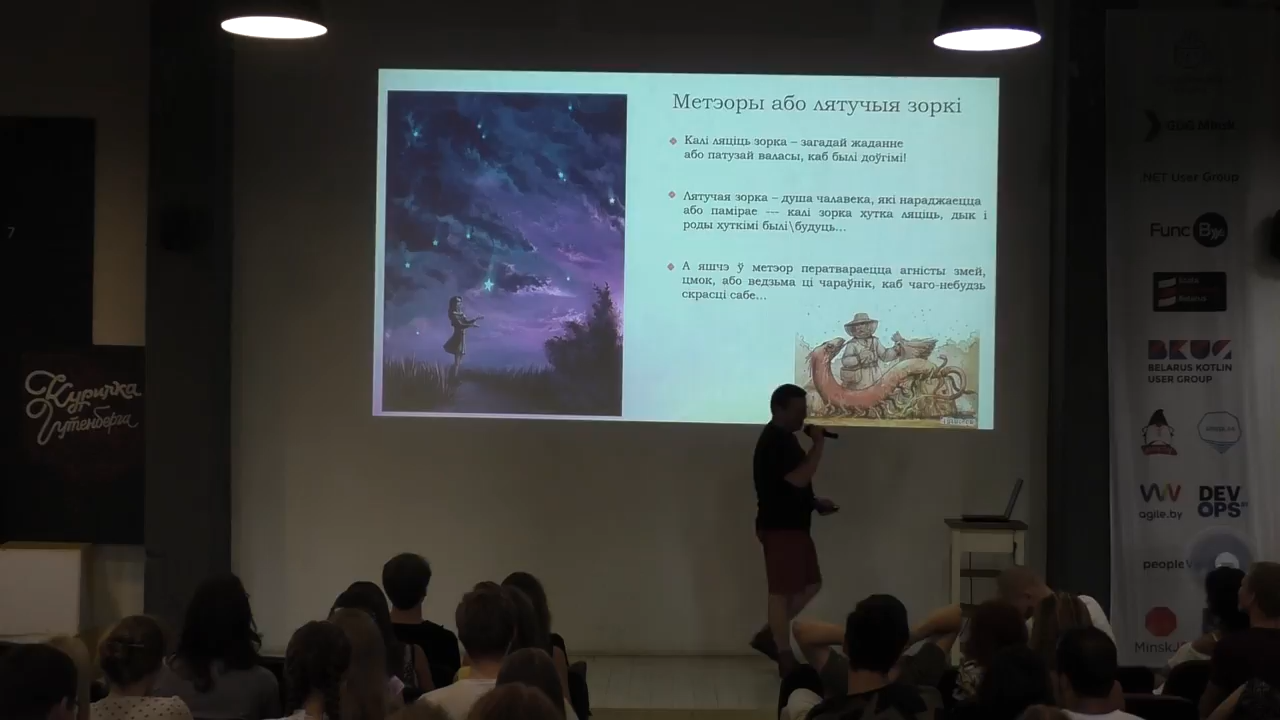 Метэоры або лятучыя зоркі
Калі ляціць зорка – загадай жаданне
або патузай валасы, каб былі доўгімі!
Лятучая зорка – душа чалавека, які нараджаецца
або памірае --- калі зорка хутка ляціць, дык і
роды хуткімі былі\будуць...
А яшчэ ў метэор ператвараецца агністы змей,
цмок, або ведзьма ці чараўнік, каб чаго-небудзь
скрасці сабе...
Курилка
Гутенберга
.NET User Group
Func
BKUG
BELARUS KOTLIN
USER GROUP
agile.by
DEV
OPS
people
MinskJS